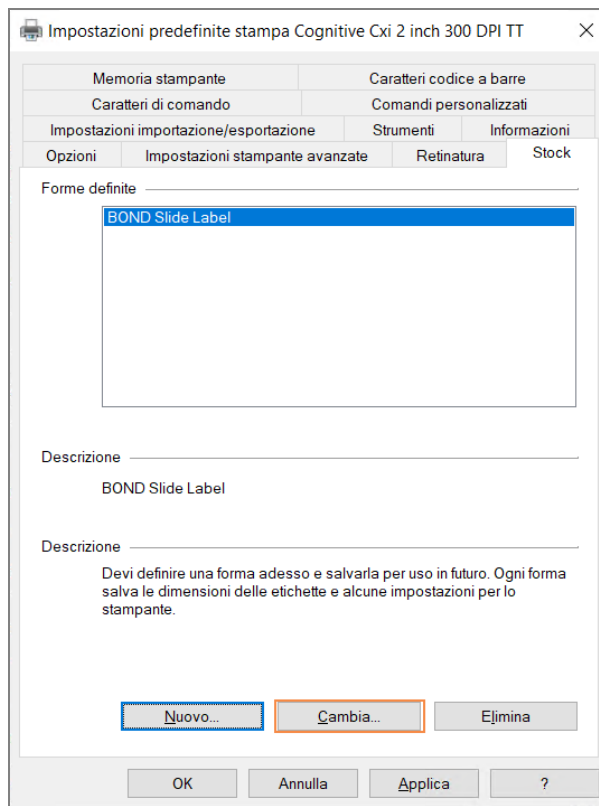 Impostazioni predefinite stampa Cognitive Cxi 2 inch 300 DPI TT
Memoria stampante Caratteri codice a barre
Caratteri di comando Comandi personalizzati
Impostazioni importazione/esportazione Strumenti Informazioni
Opzioni Impostazioni stampante avanzate Retinatura Stock
Forme definite
BOND Slide Label
Descrizione
BOND Slide Label
Descrizione
Devi definire una forma adesso e salvarla per uso in futuro. Ogni forma
salva le dimensioni delle etichette e alcune impostazioni per lo
stampante.
Nuovo... Cambia... Elimina
OK Annulla Applica ?